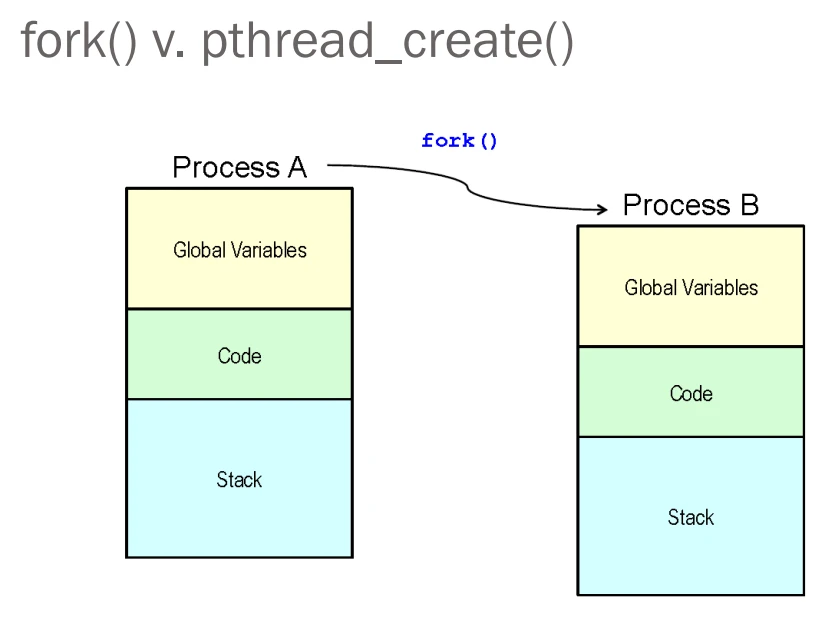 fork() v. pthread_create()
fork()
Process A
Process B
Global Variables
Global Variables
Code
Code
Stack
Stack